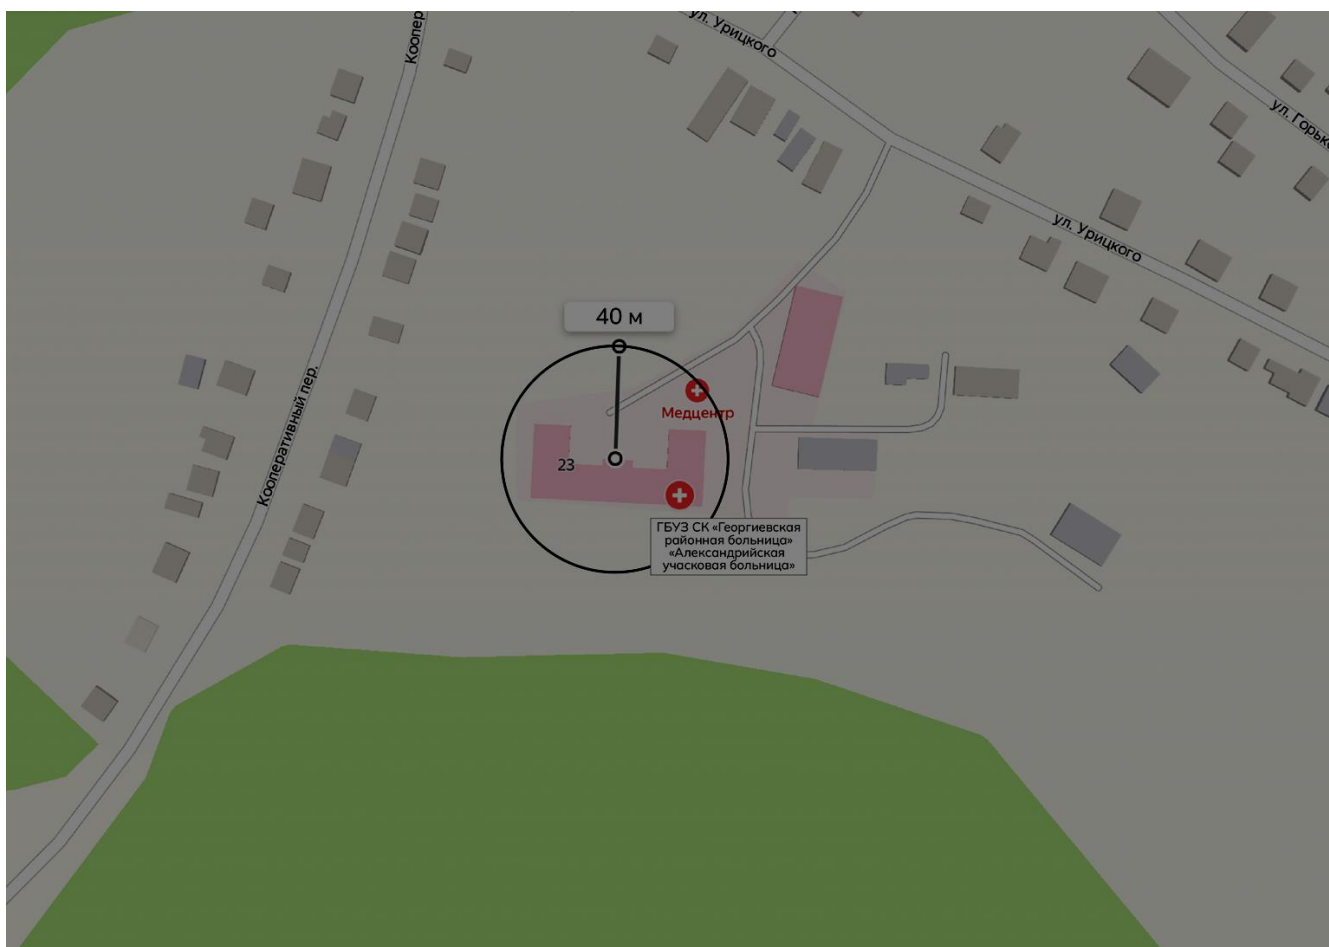 Коопер
ул. Урицкого
ул. Горько
ул. Урицкого
40 м
Кооперативный пер.
Медцентр
23
ГБУЗ СК «Георгиевская
районная больница»
«Александрийская
учасковая больница»